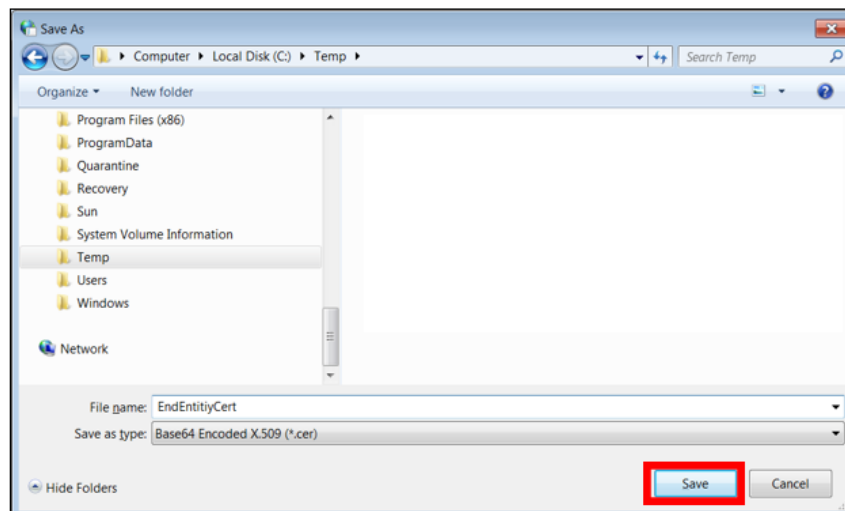 Save As
Computer Local Disk (C:) Temp
Search Temp
Organize New folder
Program Files (x86)
ProgramData
Quarantine
Recovery
Sun
System Volume Information
Temp
Users
Windows
Network
File name: EndEntitiyCert
Save as type: Base64 Encoded X.509 (*.cer)
Hide Folders Save Cancel